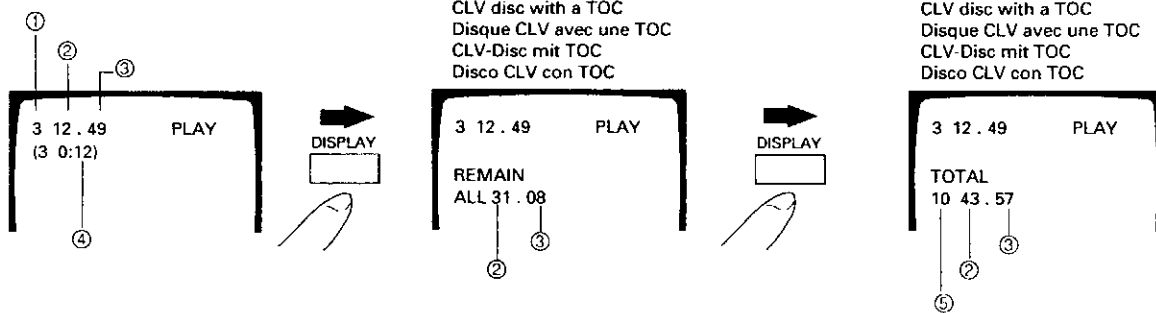 ①
②
③
3 12 . 49 PLAY
(3 0:12)
④
DISPLAY
CLV disc with a TOC
Disque CLV avec une TOC
CLV-Disc mit TOC
Disco CLV con TOC
3 12 . 49 PLAY
REMAIN
ALL 31 . 08
③
②
DISPLAY
CLV disc with a TOC
Disque CLV avec une TOC
CLV-Disc mit TOC
Disco CLV con TOC
3 12 . 49 PLAY
TOTAL
10 43 . 57
③
②
⑤